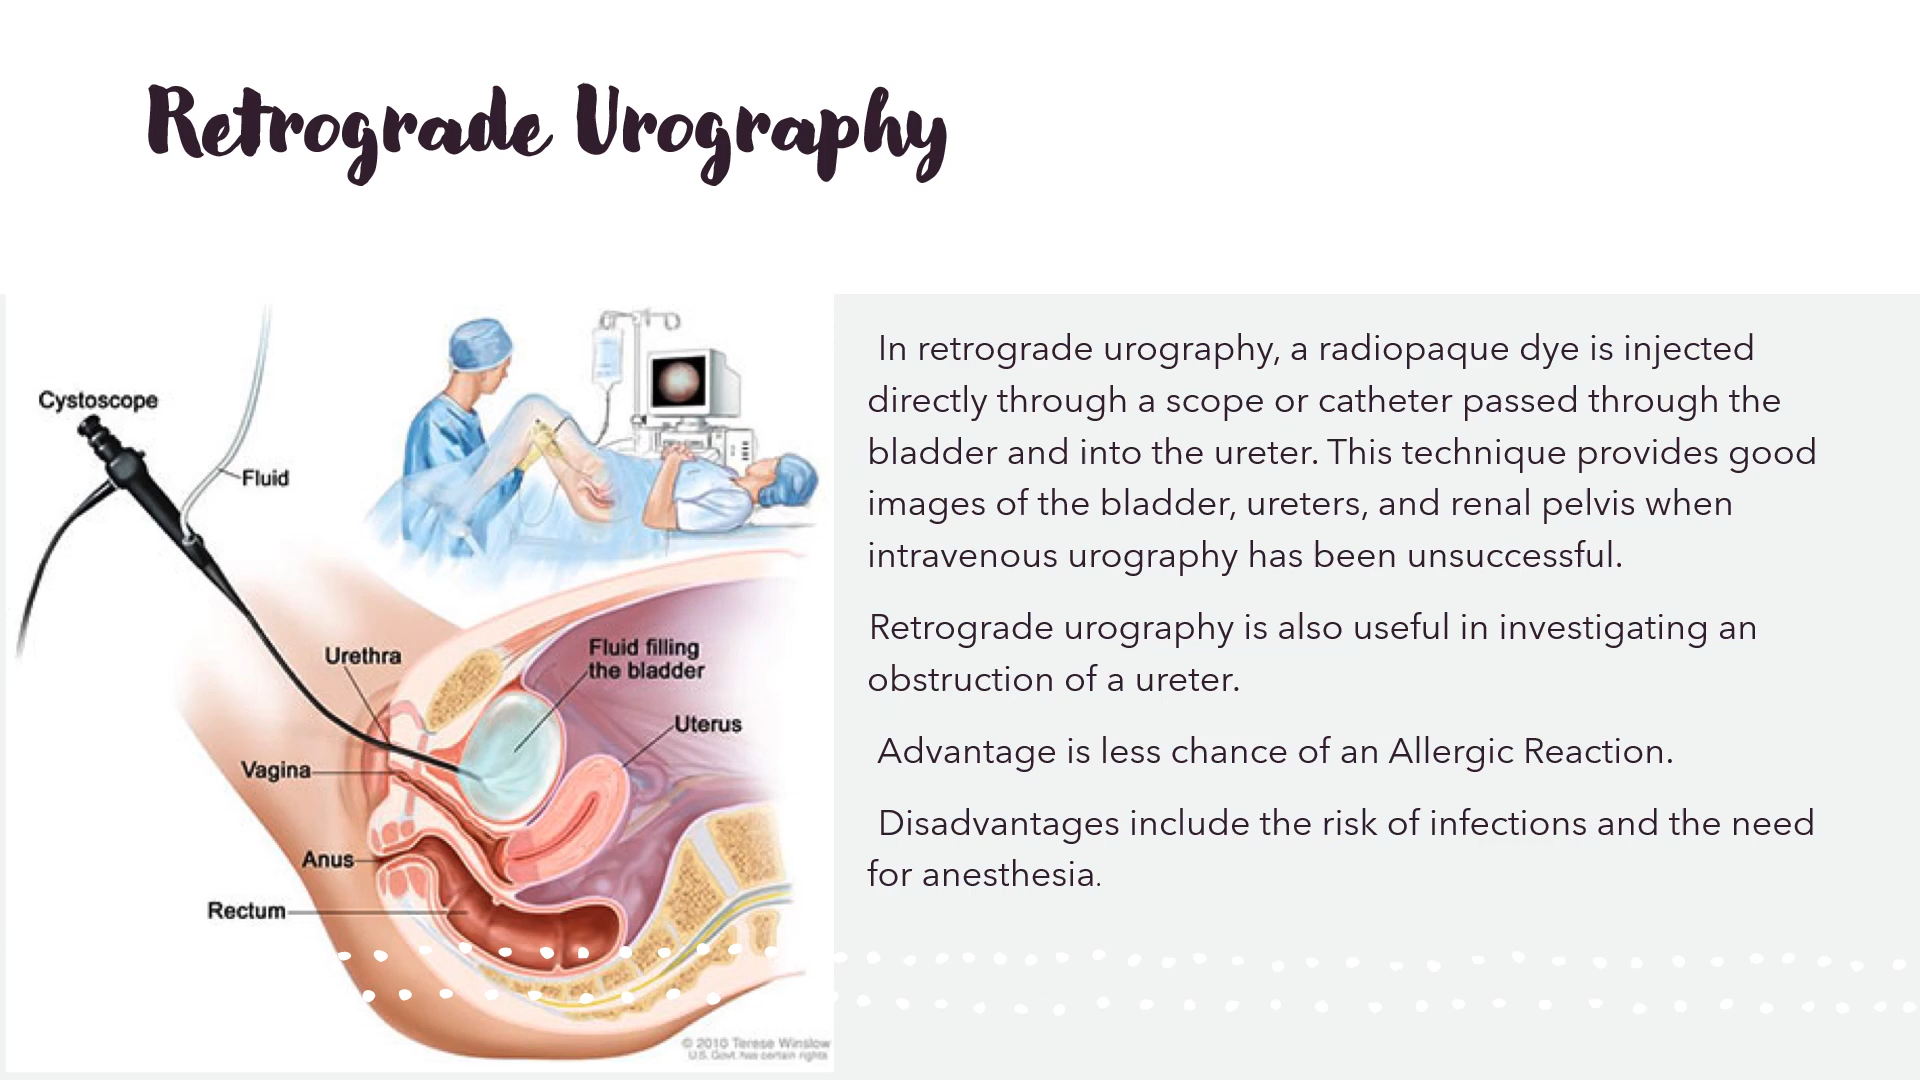 Retrograde Urography
Cystoscope
Fluid
Urethra
Fluid filling
the bladder
Uterus
Vagina
Anus
Rectum
© 2010 Terese Winslow
U.S. Govt. has certain rights
In retrograde urography, a radiopaque dye is injected
directly through a scope or catheter passed through the
bladder and into the ureter. This technique provides good
images of the bladder, ureters, and renal pelvis when
intravenous urography has been unsuccessful.
Retrograde urography is also useful in investigating an
obstruction of a ureter.
Advantage is less chance of an Allergic Reaction.
Disadvantages include the risk of infections and the need
for anesthesia.